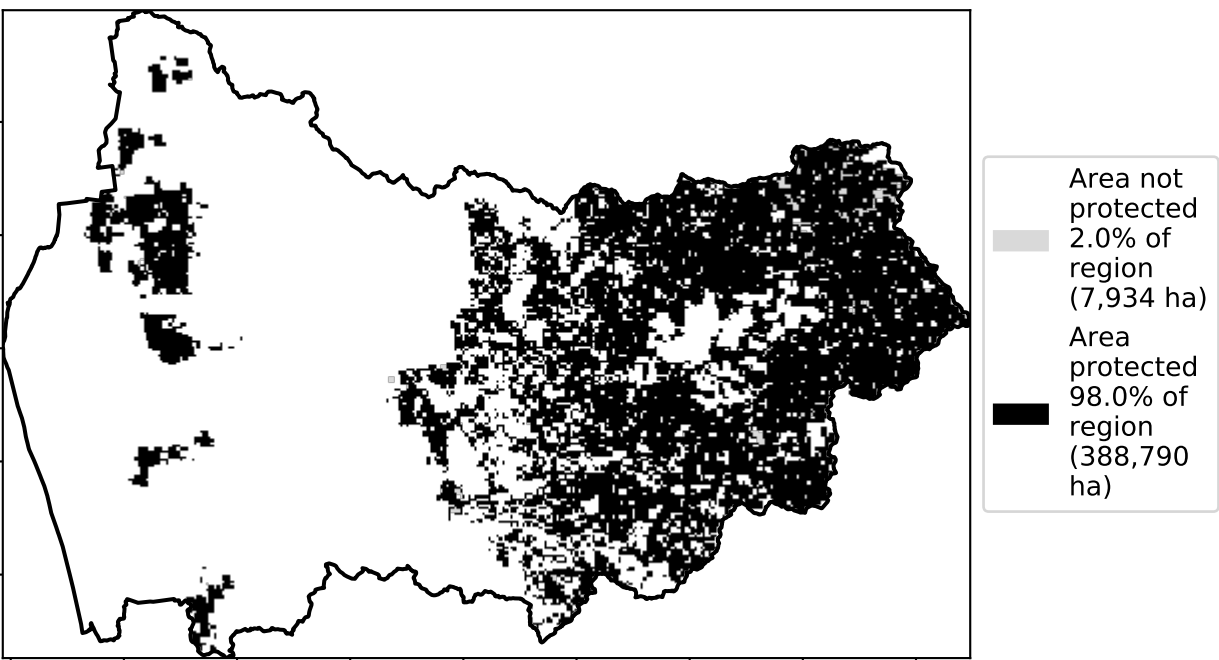 Area not
protected
2.0% of
region
(7,934 ha)
Area
protected
98.0% of
region
(388,790
ha)